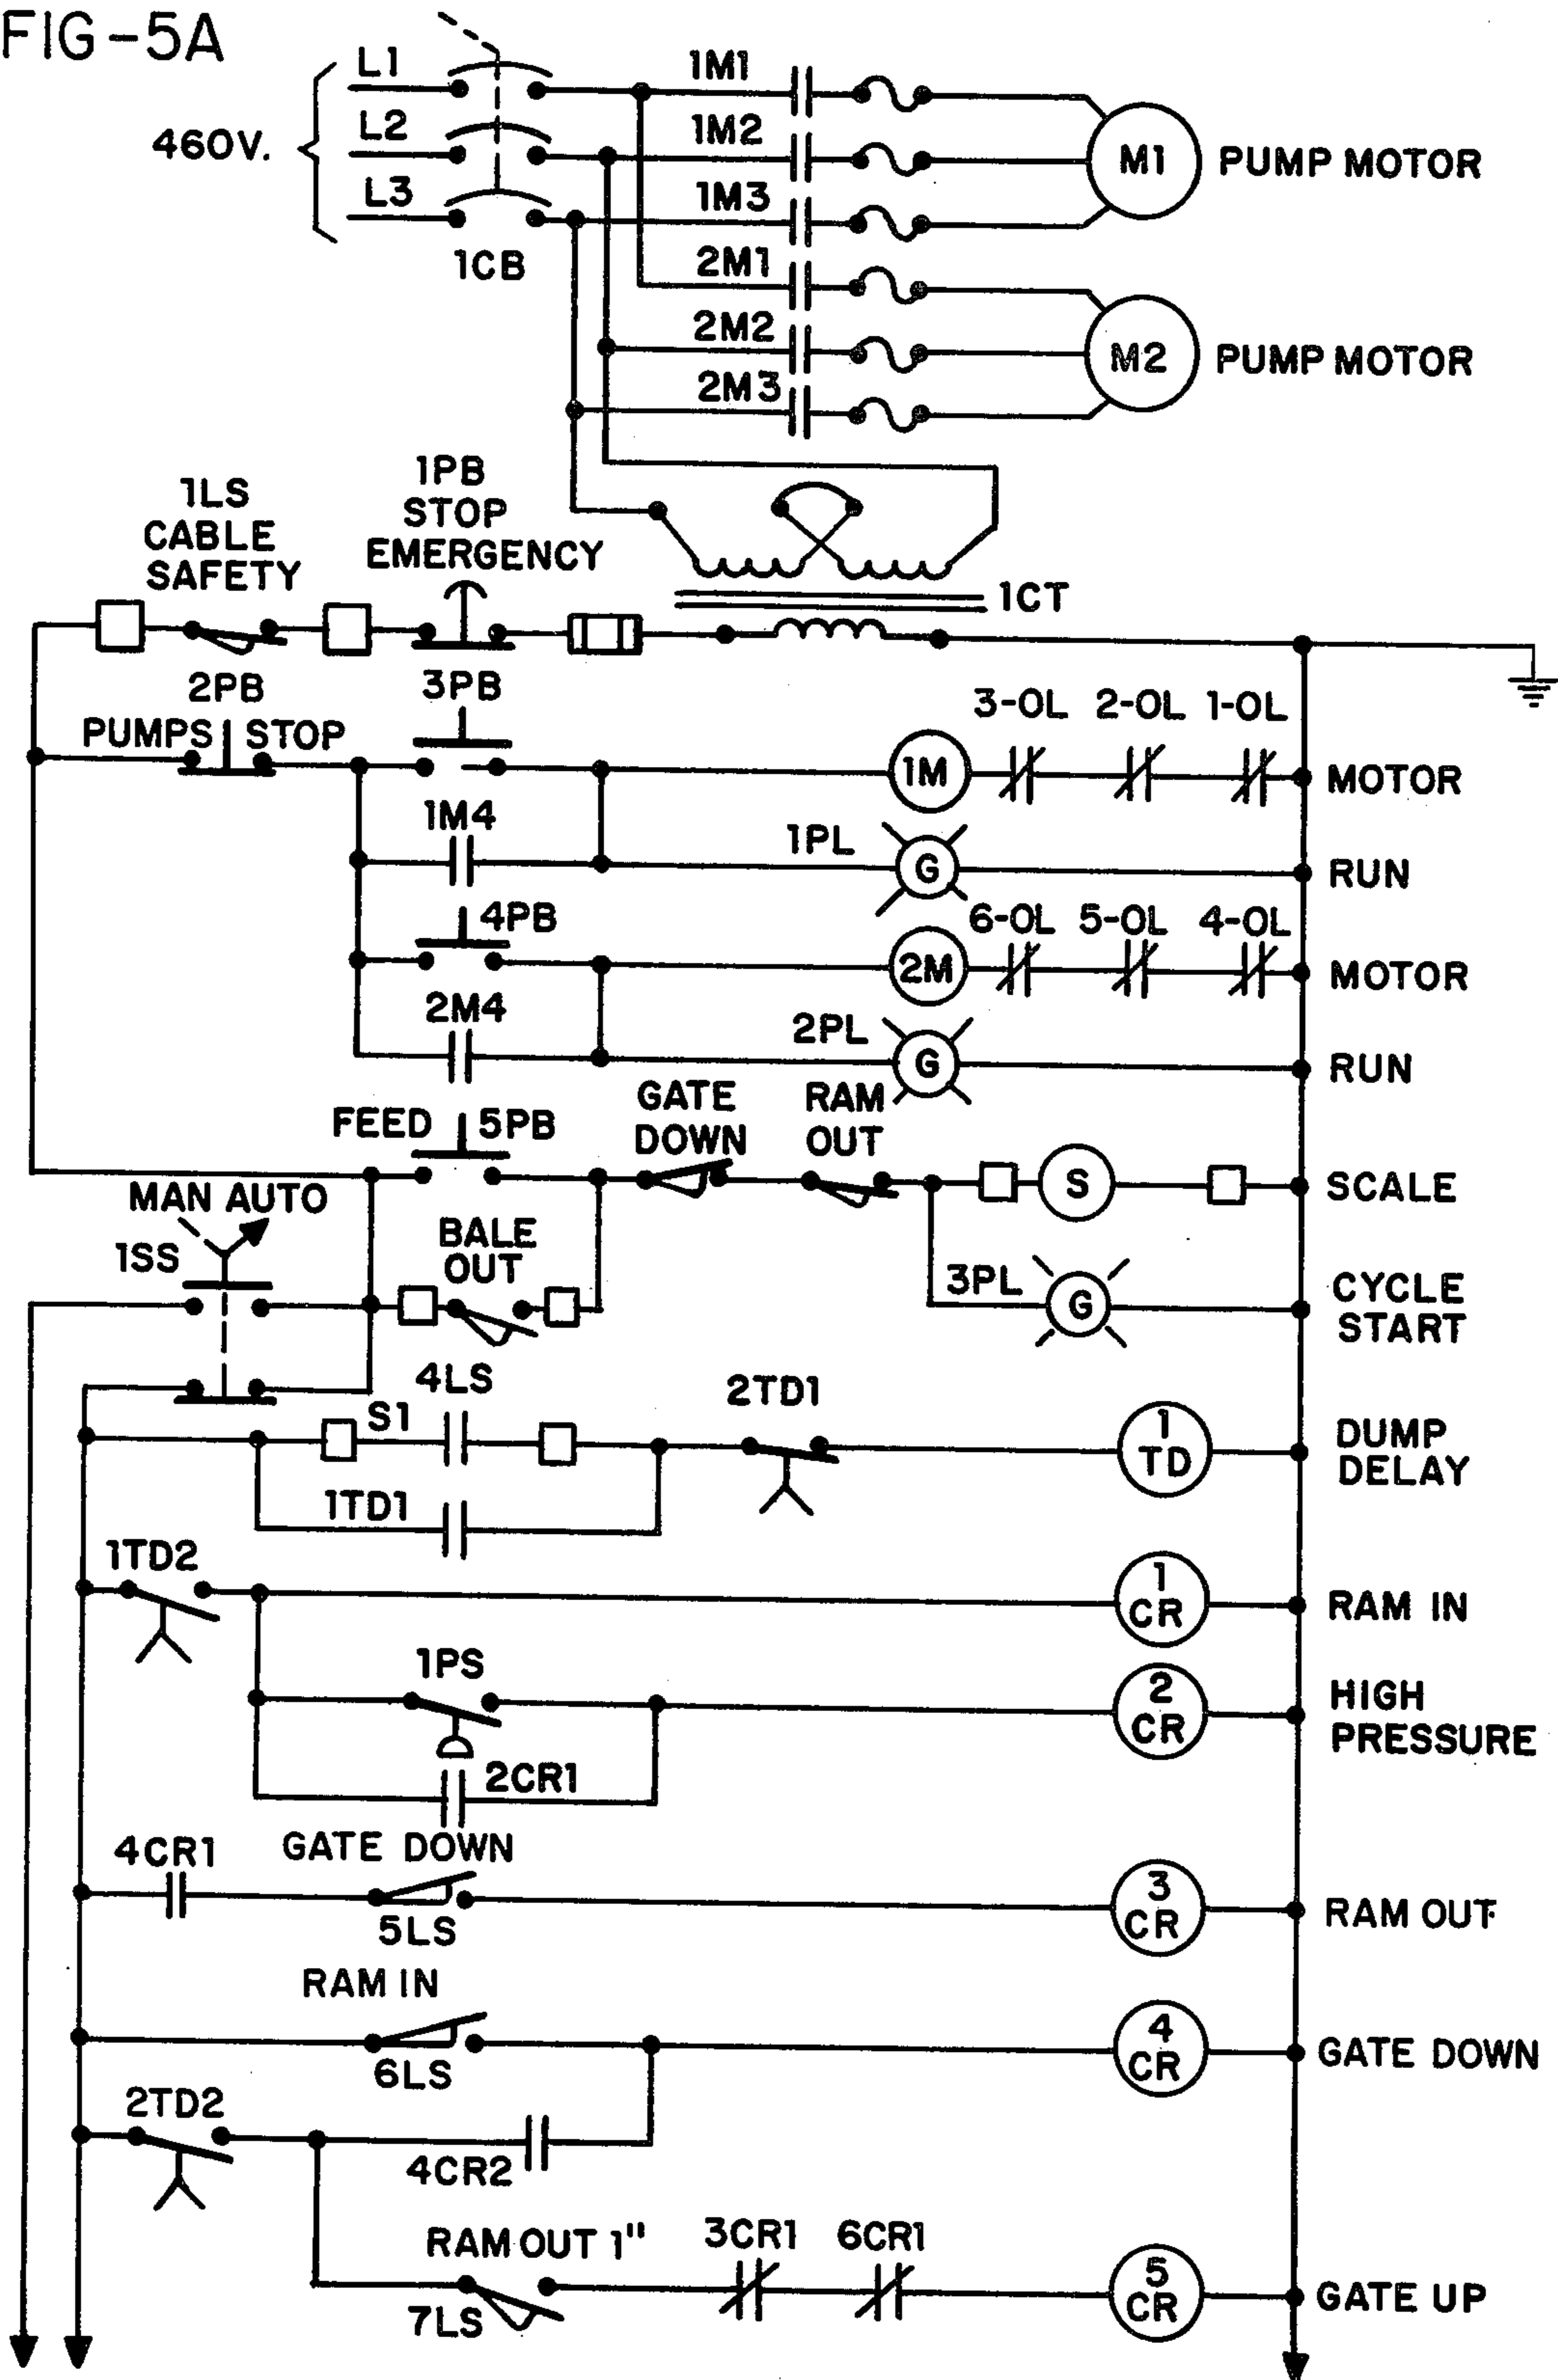 FIG-5A
L1
1M1
460V.
L2
1M2
M1 PUMP MOTOR
L3
1M3
1CB
2M1
2M2
M2 PUMP MOTOR
2M3
1LS
CABLE
SAFETY
1PB
STOP
EMERGENCY
1CT
2PB
PUMPS STOP
3PB
3-OL 2-OL 1-OL
1M
MOTOR
1M4
1PL
G
RUN
4PB
6-OL 5-OL 4-OL
2M
MOTOR
2M4
2PL
G
RUN
FEED 5PB
GATE
DOWN
RAM
OUT
S
SCALE
MAN AUTO
1SS
BALE
OUT
3PL
G
CYCLE
START
4LS
S1
2TD1
1
TD
DUMP
DELAY
1TD1
1TD2
1
CR
RAM IN
1PS
2
CR
HIGH
PRESSURE
2CR1
4CR1
GATE DOWN
5LS
3
CR
RAM OUT
RAM IN
6LS
4
CR
GATE DOWN
2TD2
4CR2
RAM OUT 1"
7LS
3CR1 6CR1
5
CR
GATE UP